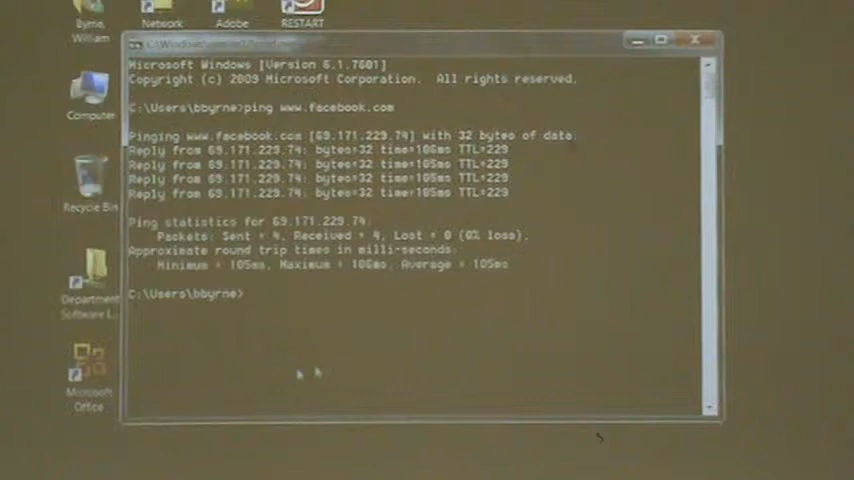 Byrne,
William
Network
Adobe
RESTART
Microsoft Windows [Version 6.1.7601]
Copyright (c) 2009 Microsoft Corporation.  All rights reserved.
C:\Users\bbyrne>ping www.facebook.com
Pinging www.facebook.com [69.171.229.74] with 32 bytes of data:
Reply from 69.171.229.74: bytes=32 time=106ms TTL=229
Reply from 69.171.229.74: bytes=32 time=105ms TTL=229
Reply from 69.171.229.74: bytes=32 time=105ms TTL=229
Reply from 69.171.229.74: bytes=32 time=105ms TTL=229
Ping statistics for 69.171.229.74:
Packets: Sent = 4, Received = 4, Lost = 0 (0% loss),
Approximate round trip times in milli-seconds:
Minimum = 105ms, Maximum = 106ms, Average = 105ms
C:\Users\bbyrne>
Computer
Recycle Bin
Department
Software L...
Microsoft
Office